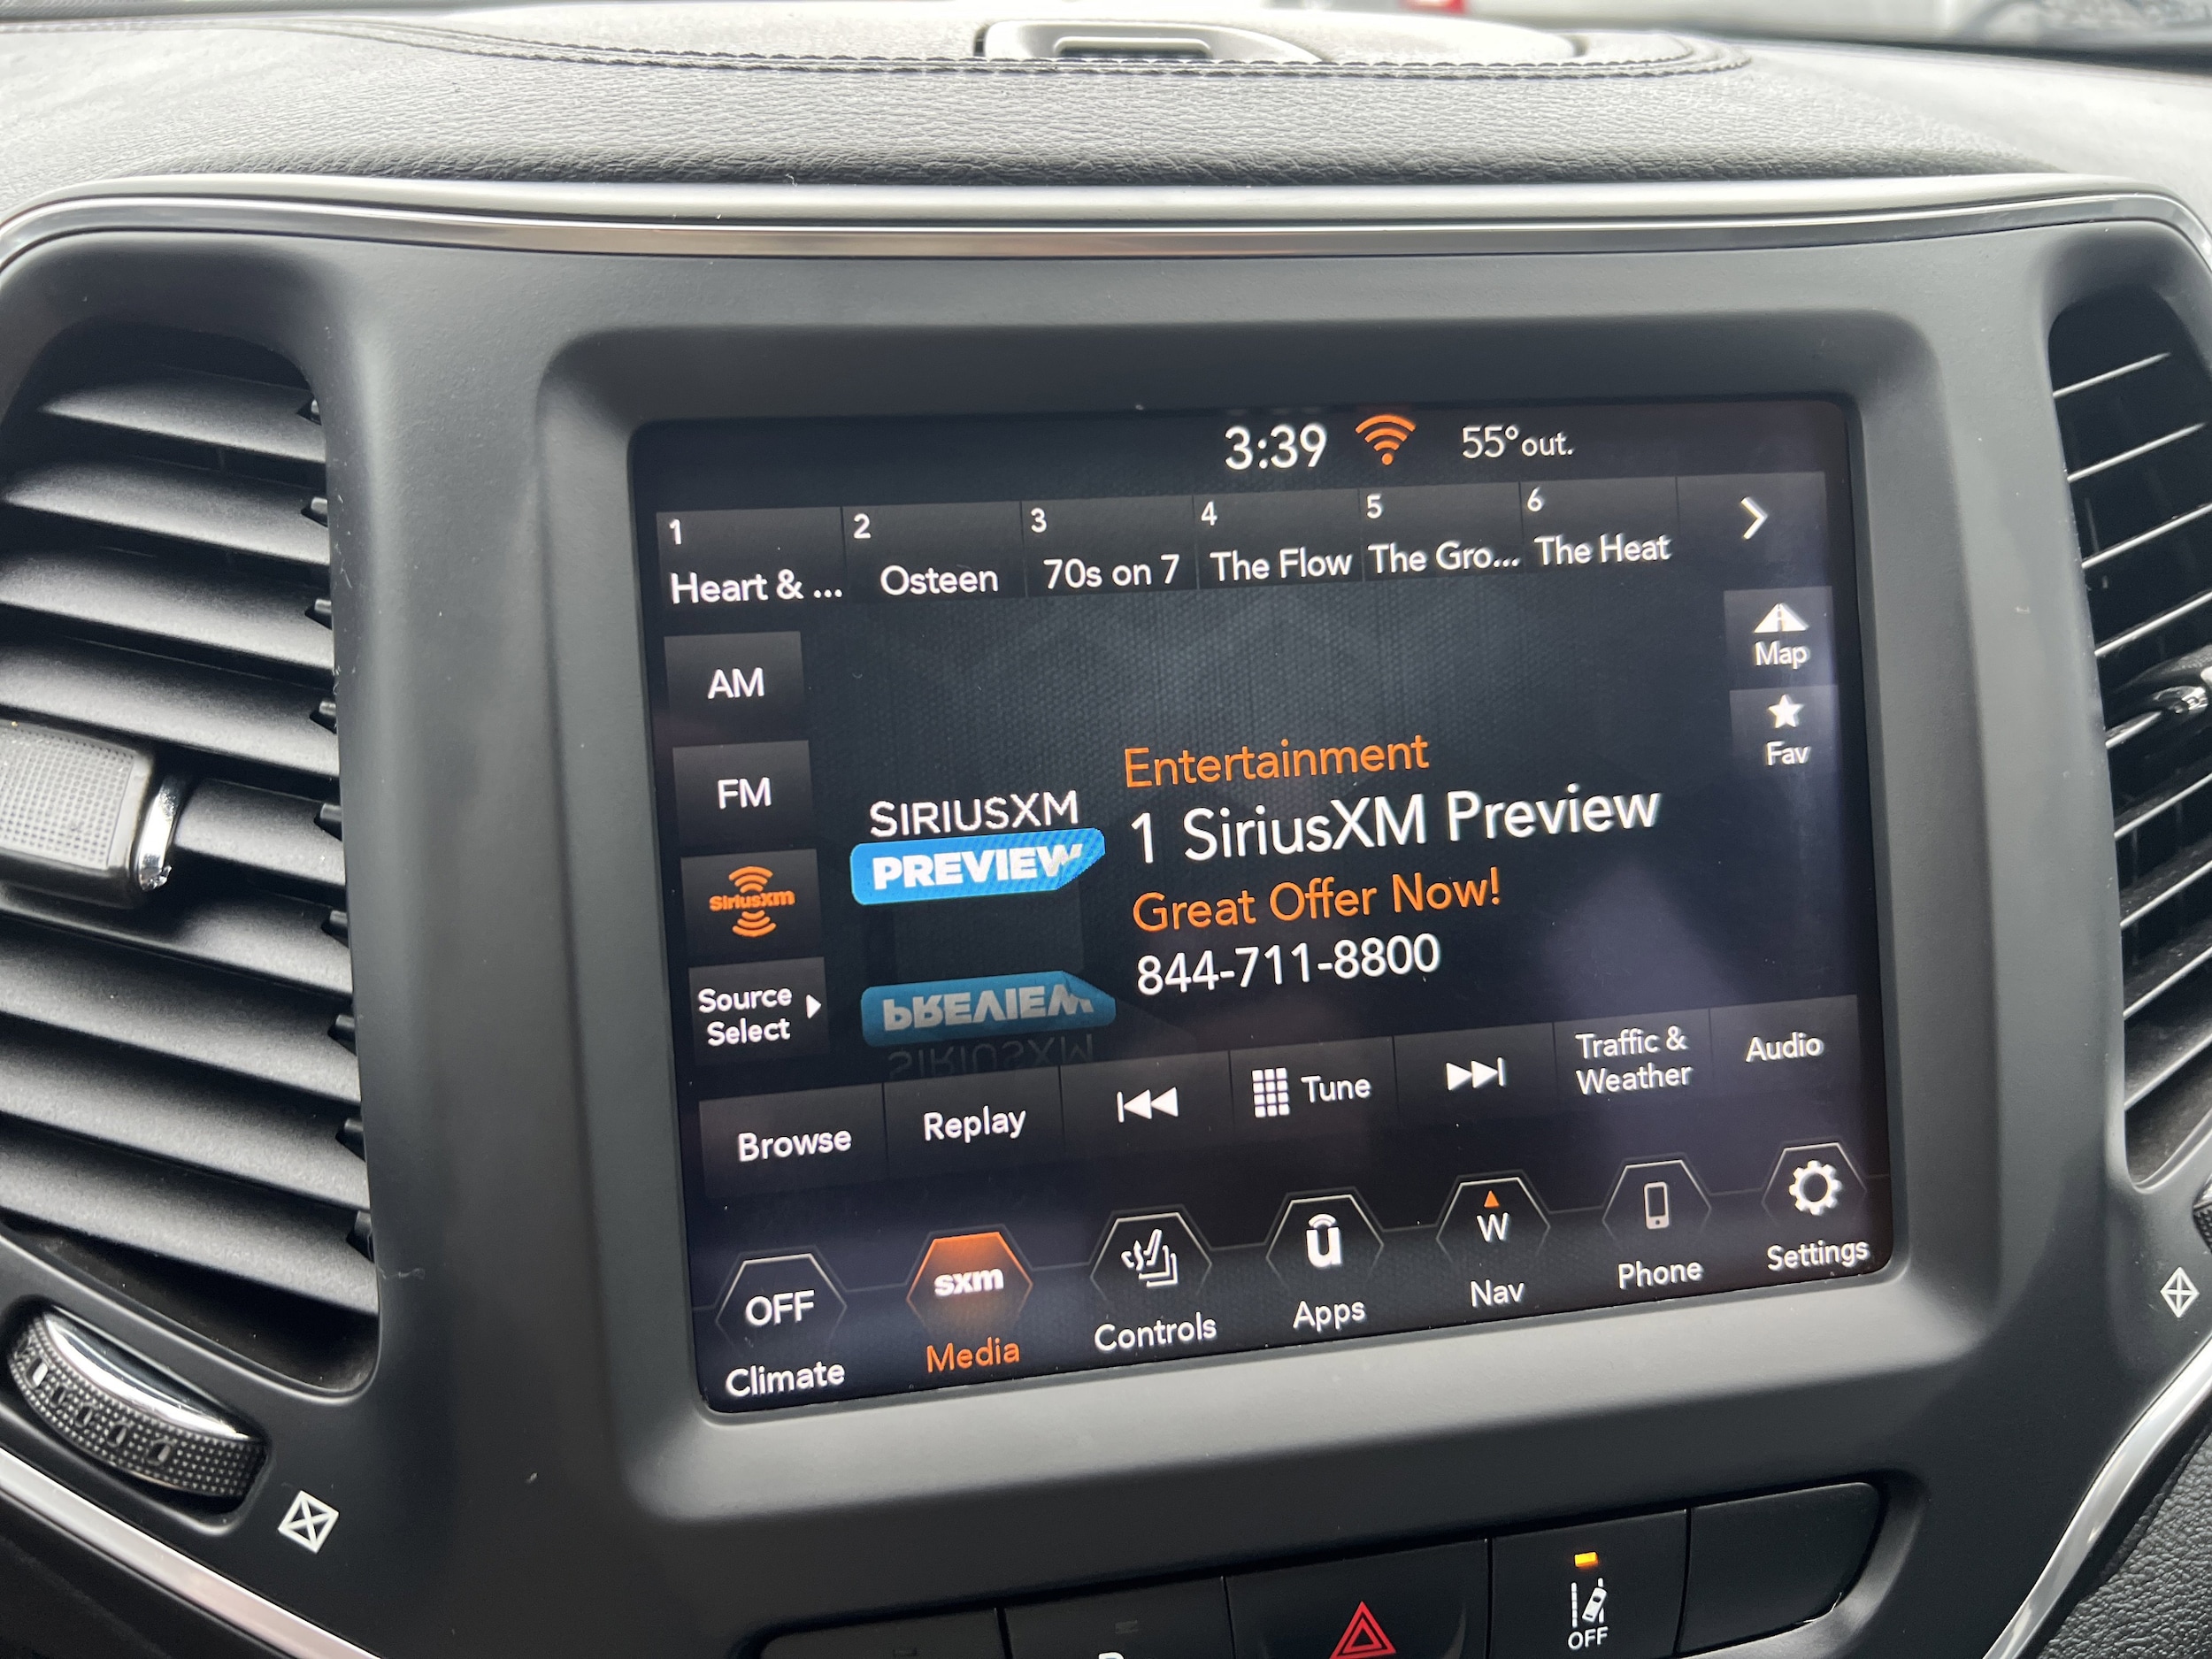 3:39 55°out.
1 2 3 4 5 6
Heart & ... Osteen 70s on 7 The Flow The Gro... The Heat
Map
AM
Fav
Entertainment
FM
SIRIUSXM
1 SiriusXM Preview
PREVIEW
SiriusXM
Great Offer Now!
844-711-8800
Source
Select
PREVIEW
SIRIUSXM
Browse Replay Tune Traffic & Audio
Weather
OFF sxm u W
Climate Media Controls Apps Nav Phone Settings
OFF